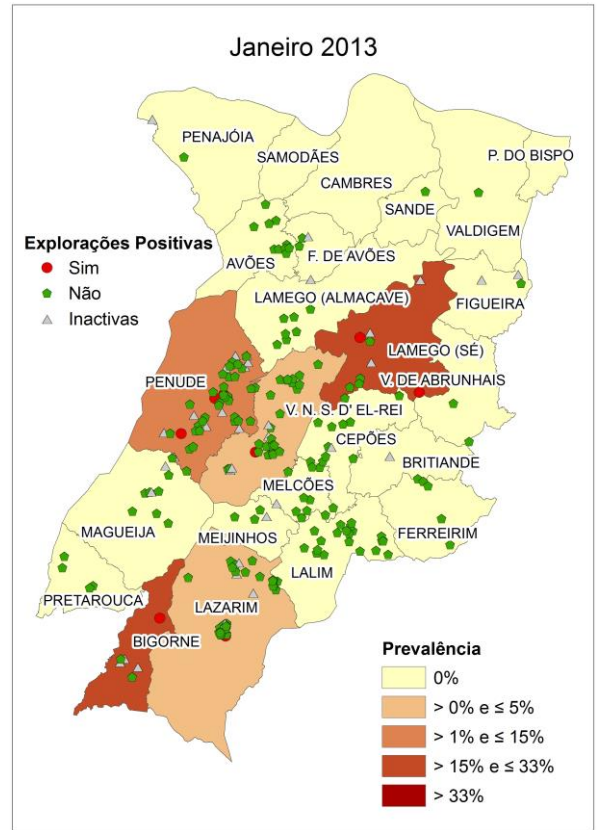 Janeiro 2013
PENAJÓIA
SAMODÃES
P. DO BISPO
CAMBRES
SANDE
VALDIGEM
Explorações Positivas
Sim
Não
Inactivas
AVÕES
F. DE AVÕES
LAMEGO (ALMACAVE)
FIGUEIRA
LAMEGO (SÉ)
PENUDE
V. DE ABRUNHAIS
V. N. S. D' EL-REI
CEPÕES
BRITIANDE
MELCÕES
MAGUEIJA
MEIJINHOS
FERREIRIM
LALIM
PRETAROUCA
LAZARIM
BIGORNE
Prevalência
0%
> 0% e ≤ 5%
> 1% e ≤ 15%
> 15% e ≤ 33%
> 33%